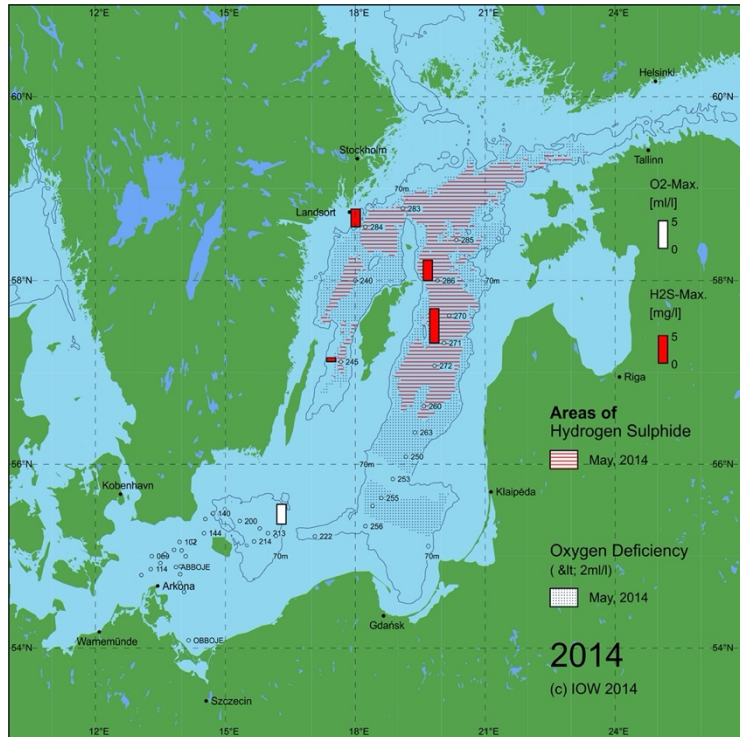 12°E
15°E
18°E
21°E
24°E
Helsinki
60°N
60°N
Tallinn
Stockholm
70m
O2-Max.
[ml/l]
5
0
Landsort
283
284
285
58°N
58°N
240
286
70m
H2S-Max.
[mg/l]
5
0
270
271
245
272
Riga
260
Areas of
Hydrogen Sulphide
May, 2014
263
250
56°N
70m
56°N
Kobenhavn
253
Klaipéda
255
140
200
256
213
144
222
214
102
70m
70m
069
114
ABBOJE
Arkona
Oxygen Deficiency
( &lt; 2ml/l)
May, 2014
Gdańsk
Warnemünde
OBBOJE
54°N
54°N
2014
(c) IOW 2014
Szczecin
12°E
15°E
18°E
21°E
24°E